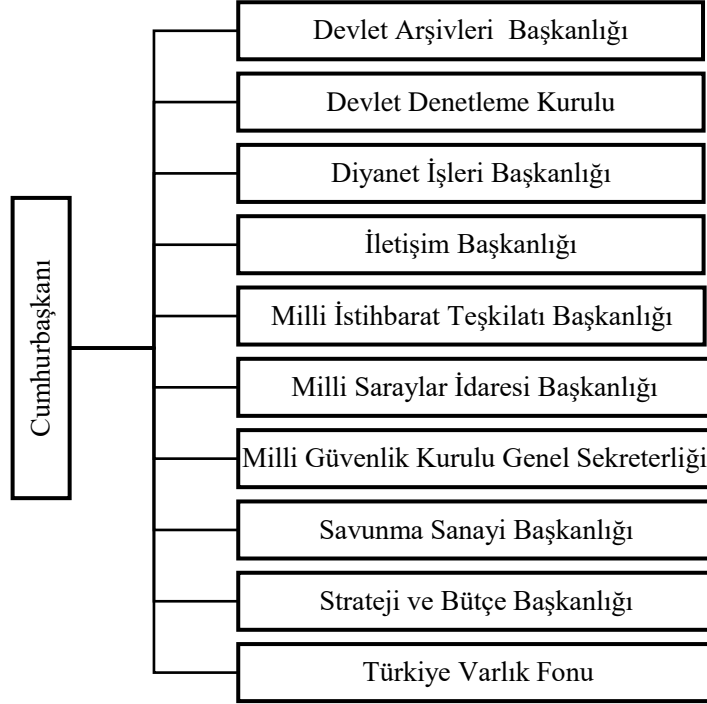 Cumhurbaşkanı
Devlet Arşivleri  Başkanlığı
Devlet Denetleme Kurulu
Diyanet İşleri Başkanlığı
İletişim Başkanlığı
Milli İstihbarat Teşkilatı Başkanlığı
Milli Saraylar İdaresi Başkanlığı
Milli Güvenlik Kurulu Genel Sekreterliği
Savunma Sanayi Başkanlığı
Strateji ve Bütçe Başkanlığı
Türkiye Varlık Fonu